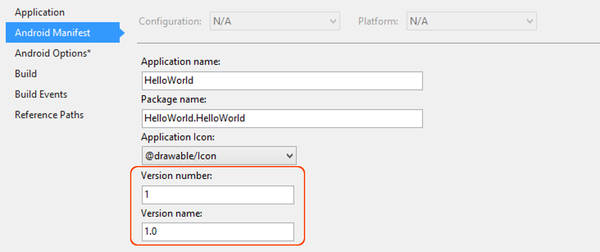 Application
Android Manifest
Android Options*
Build
Build Events
Reference Paths
Configuration: N/A Platform: N/A
Application name:
HelloWorld
Package name:
HelloWorld.HelloWorld
Application Icon:
@drawable/Icon
Version number:
1
Version name:
1.0